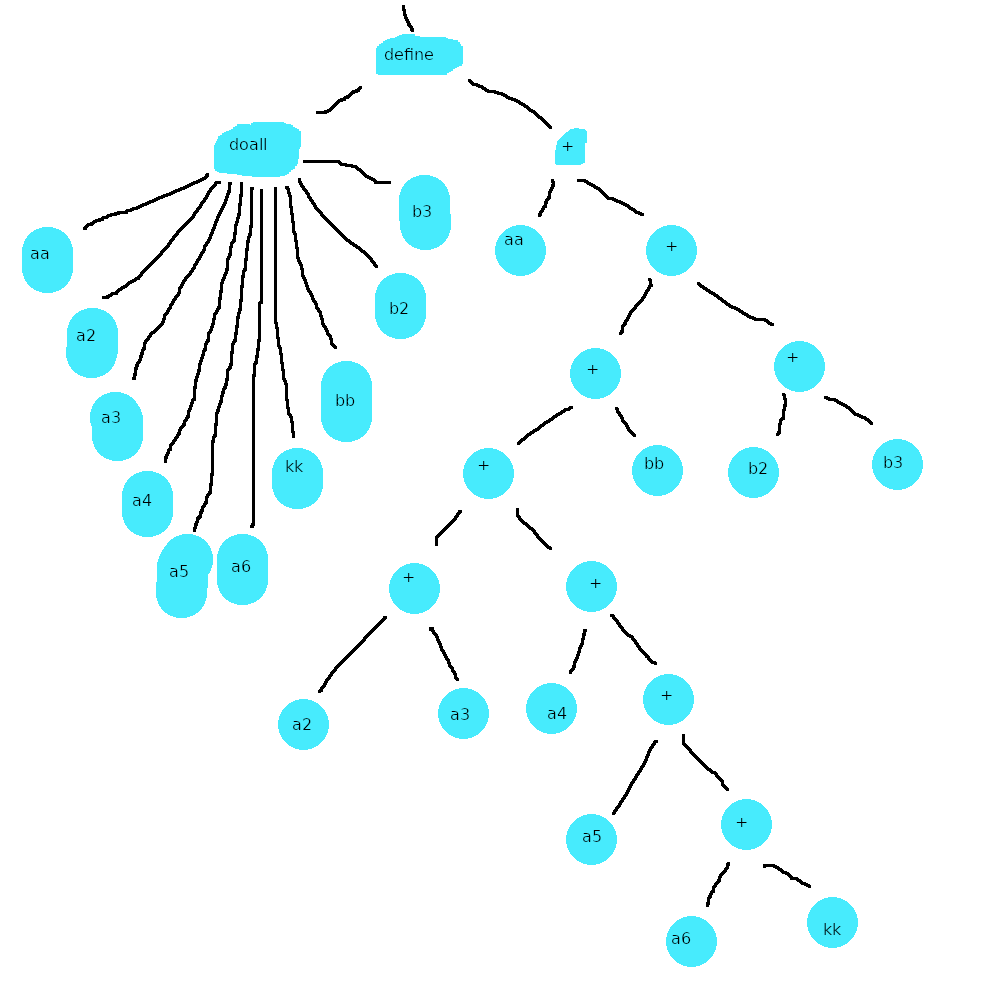 define
doall
+
aa
a2
a3
a4
a5
a6
kk
bb
b2
b3
aa
+
+
+
+
bb
b2
b3
+
+
a2
a3
a4
+
a5
+
a6
kk